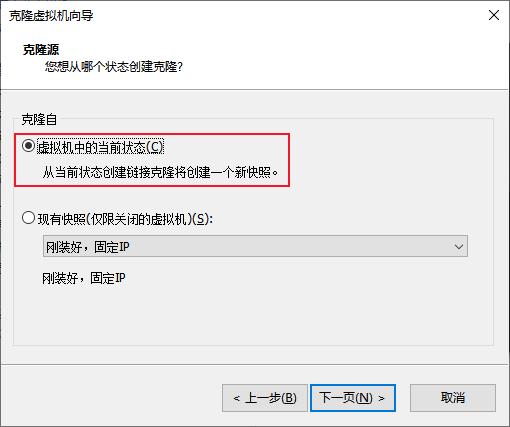 克隆虚拟机向导
克隆源
您想从哪个状态创建克隆?
克隆自
虚拟机中的当前状态(C)
从当前状态创建链接克隆将创建一个新快照。
现有快照(仅限关闭的虚拟机)(S):
刚装好，固定IP
刚装好，固定IP
< 上一步(B)
下一页(N) >
取消